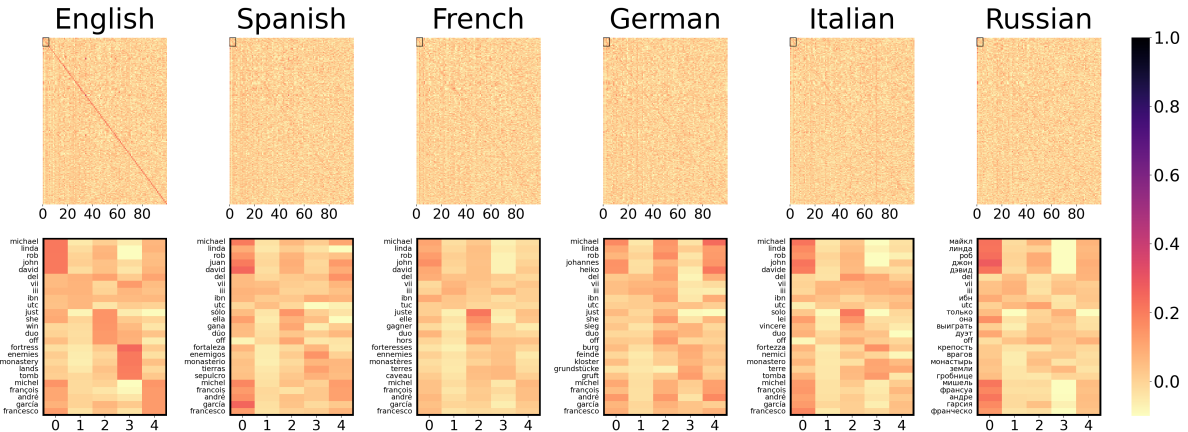 English Spanish French German Italian Russian
1.0
0.8
0.6
0.4
0.2
0.0
0 20 40 60 80
0 20 40 60 80
0 20 40 60 80
0 20 40 60 80
0 20 40 60 80
0 20 40 60 80
michael
linda
rob
john
david
del
vii
iii
ibn
utc
just
she
win
duo
off
fortress
enemies
monastery
lands
tomb
michel
françois
andré
garcía
francesco
0 1 2 3 4
michael
linda
rob
juan
david
del
vii
iii
ibn
utc
sólo
ella
gana
dúo
off
fortaleza
enemigos
monasterio
tierras
sepulcro
michel
françois
andré
garcía
francesco
0 1 2 3 4
michael
linda
rob
john
david
del
vii
iii
ibn
tuc
juste
elle
gagner
duo
hors
forteresses
ennemies
monastères
terres
caveau
michel
françois
andré
garcía
francesco
0 1 2 3 4
michael
linda
rob
johannes
heiko
del
vii
iii
ibn
utc
just
she
sieg
duo
off
burg
feinde
kloster
grundstücke
gruft
michel
françois
andré
garcía
francesco
0 1 2 3 4
michael
linda
rob
john
davide
del
vii
iii
ibn
utc
solo
lei
vincere
duo
off
fortezza
nemici
monastero
terre
tomba
michel
françois
andré
garcía
francesco
0 1 2 3 4
майкл
линда
роб
джон
дэвид
del
vii
iii
ибн
utc
только
она
выиграть
дуэт
off
крепость
врагов
монастырь
земли
гробнице
мишель
франсуа
андре
гарсия
франческо
0 1 2 3 4